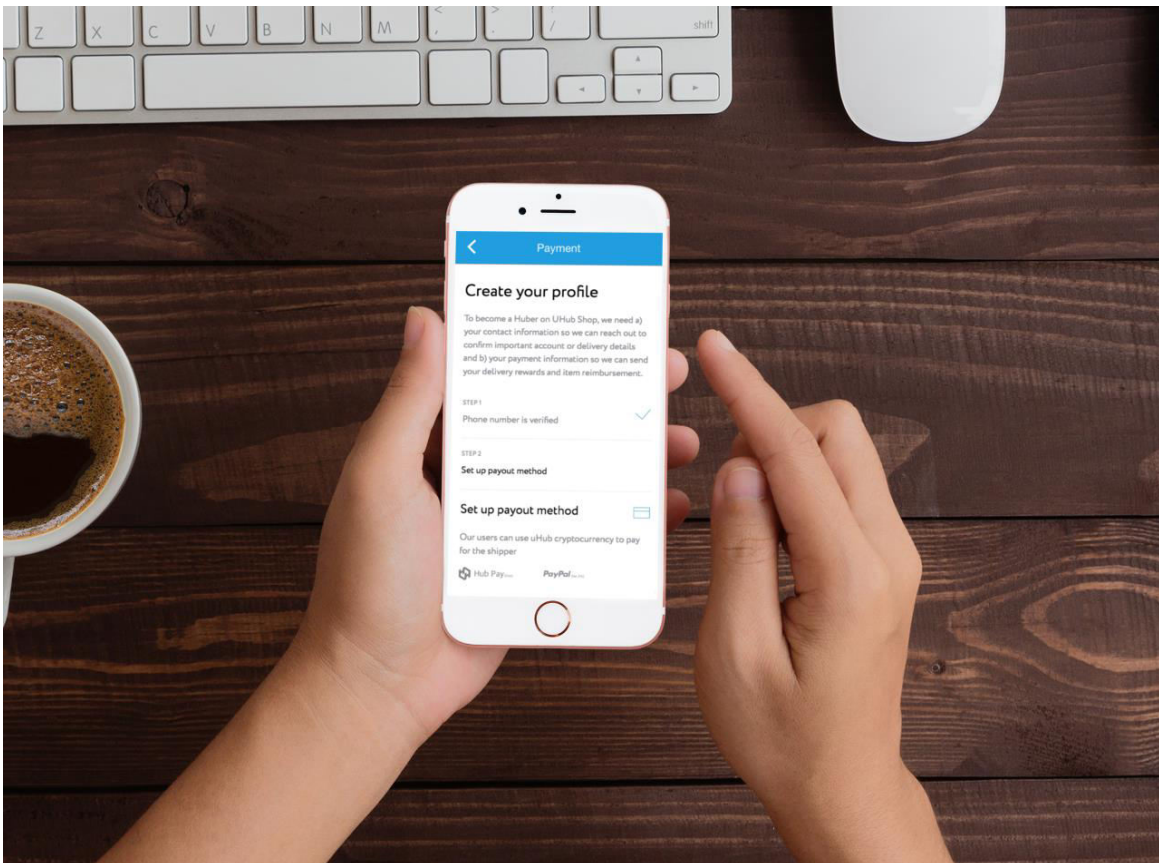 Z X C V B N M < , > . ? / shift
Payment
Create your profile
To become a Huber on UHub Shop, we need a)
your contact information so we can reach out to
confirm important account or delivery details
and b) your payment information so we can send
your delivery rewards and item reimbursement.
STEP 1
Phone number is verified
STEP 2
Set up payout method
Set up payout method
Our users can use uHub cryptocurrency to pay
for the shipper
Hub Pay PayPal